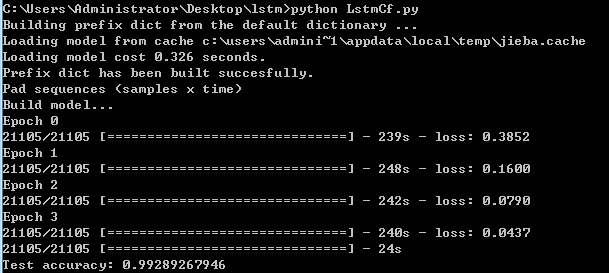 C:\Users\Administrator\Desktop\lstm>python LstmCf.py
Building prefix dict from the default dictionary ...
Loading model from cache c:\users\admini~1\appdata\local\temp\jieba.cache
Loading model cost 0.326 seconds.
Prefix dict has been built succesfully.
Pad sequences (samples x time)
Build model...
Epoch 0
21105/21105 [==============================] - 239s - loss: 0.3852
Epoch 1
21105/21105 [==============================] - 248s - loss: 0.1600
Epoch 2
21105/21105 [==============================] - 242s - loss: 0.0790
Epoch 3
21105/21105 [==============================] - 240s - loss: 0.0437
21105/21105 [==============================] - 24s
Test accuracy: 0.99289267946